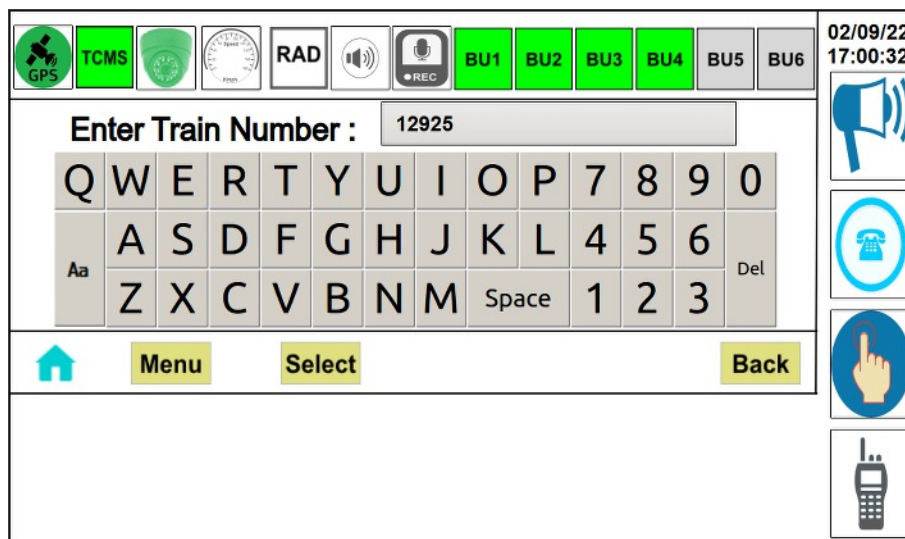 GPS TCMS RAD REC BU1 BU2 BU3 BU4 BU5 BU6
02/09/22
17:00:32
Enter Train Number : 12925
Q W E R T Y U I O P 7 8 9 0
Aa A S D F G H J K L 4 5 6 Del
Z X C V B N M Space 1 2 3
Menu Select Back